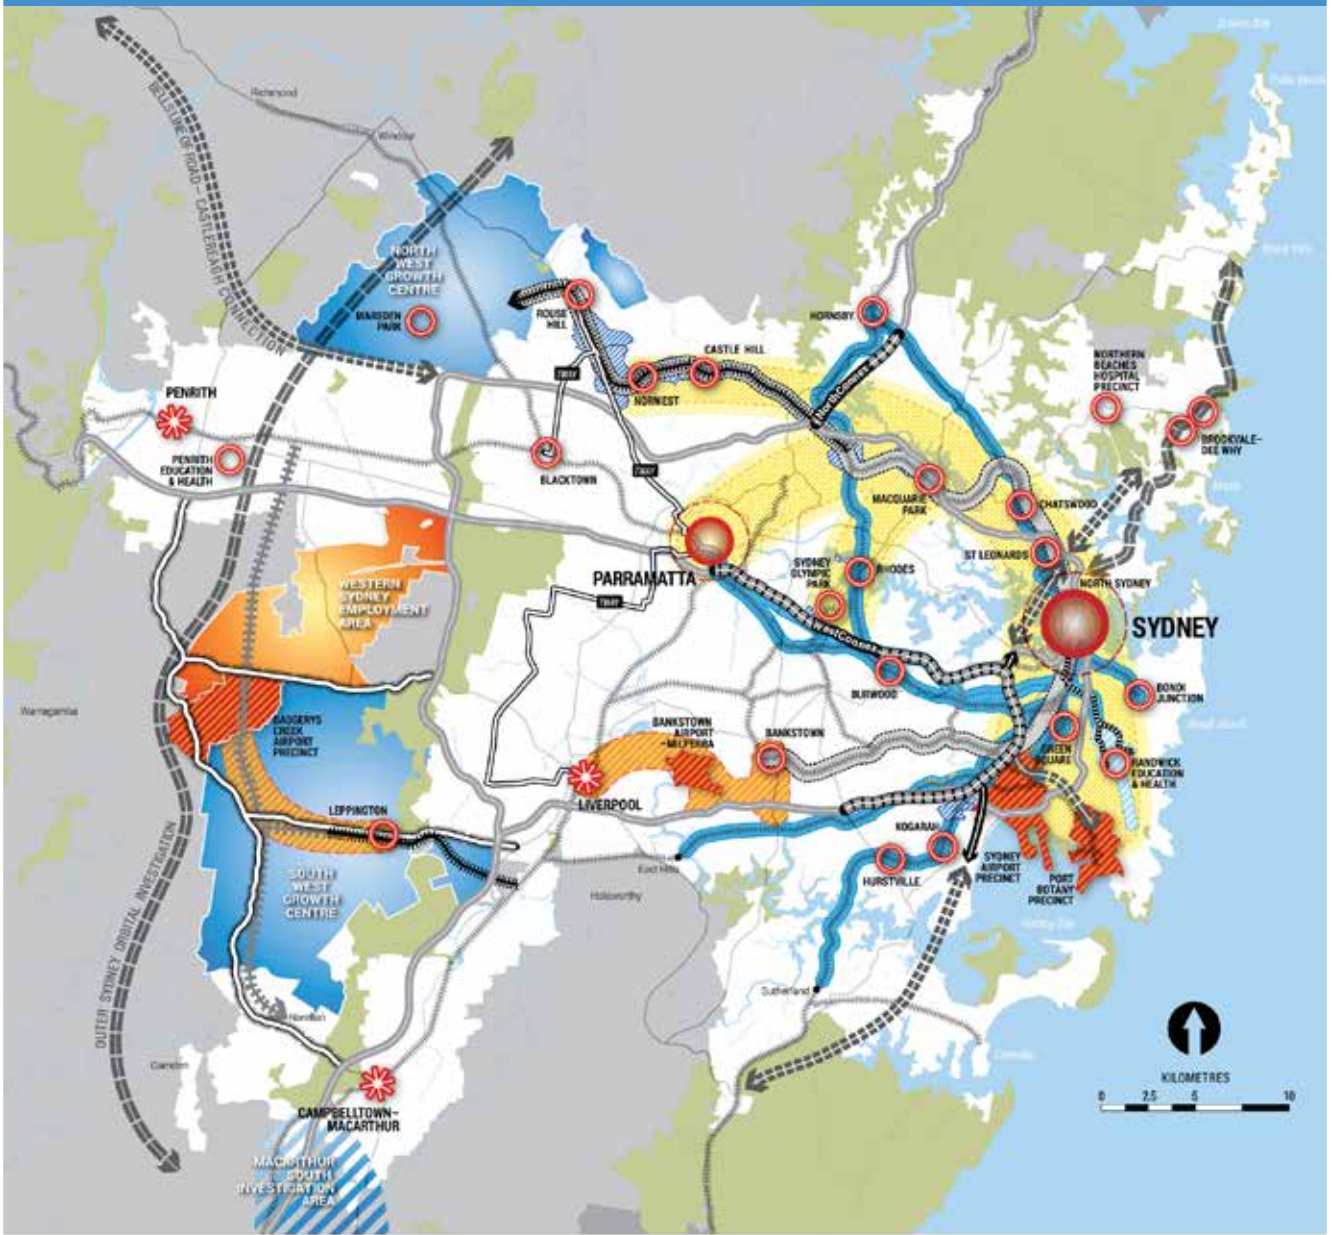 Richmond
Windsor
BELLS LINE OF ROAD – CASTLEREAGH CONNECTION
NORTH
WEST
GROWTH
CENTRE
MARSDEN
PARK
ROUSE
HILL
T-WAY
NORWEST
CASTLE HILL
HORNSBY
NorthConnex
NORTHERN
BEACHES
HOSPITAL
PRECINCT
BROOKVALE–
DEE WHY
PENRITH
PENRITH
EDUCATION
& HEALTH
BLACKTOWN
T-WAY
MACQUARIE
PARK
CHATSWOOD
ST LEONARDS
NORTH SYDNEY
SYDNEY
PARRAMATTA
SYDNEY
OLYMPIC
PARK
RHODES
T-WAY
WestConnex
BURWOOD
BONDI
JUNCTION
WESTERN
SYDNEY
EMPLOYMENT
AREA
Warragamba
BADGERYS
CREEK
AIRPORT
PRECINCT
BANKSTOWN
AIRPORT
–MILPERRA
BANKSTOWN
GREEN
SQUARE
RANDWICK
EDUCATION
& HEALTH
LIVERPOOL
LEPPINGTON
KOGARAH
HURSTVILLE
SYDNEY
AIRPORT
PRECINCT
PORT
BOTANY
PRECINCT
East Hills
Holsworthy
SOUTH
WEST
GROWTH
CENTRE
OUTER SYDNEY ORBITAL INVESTIGATION
Sutherland
Narellan
Camden
CAMPBELLTOWN–
MACARTHUR
MACARTHUR
SOUTH
INVESTIGATION
AREA
KILOMETRES
0 2.5 5 10